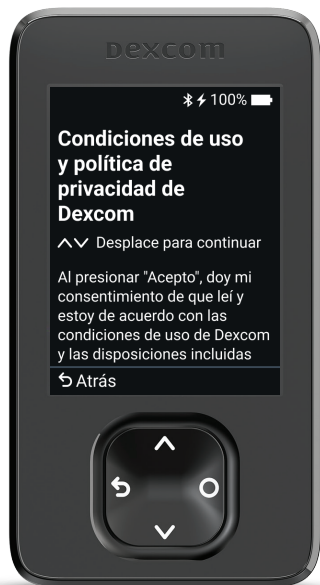 Dexcom
100%
Condiciones de uso
y política de
privacidad de
Dexcom
Desplace para continuar
Al presionar "Acepto", doy mi
consentimiento de que leí y
estoy de acuerdo con las
condiciones de uso de Dexcom
y las disposiciones incluidas
Atrás